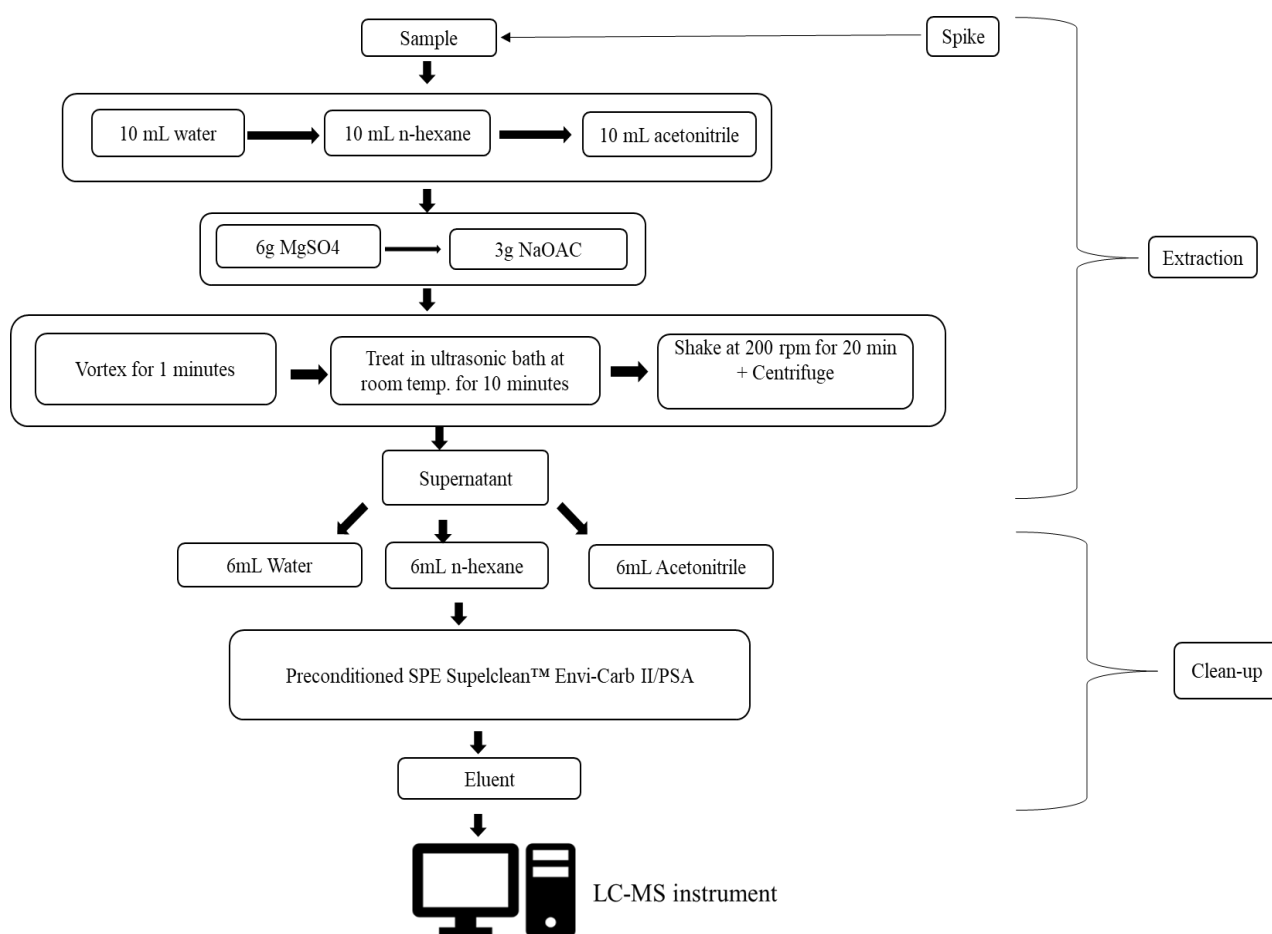 Sample
Spike
10 mL water
10 mL n-hexane
10 mL acetonitrile
6g MgSO4
3g NaOAC
Extraction
Vortex for 1 minutes
Treat in ultrasonic bath at
room temp. for 10 minutes
Shake at 200 rpm for 20 min
+ Centrifuge
Supernatant
6mL Water
6mL n-hexane
6mL Acetonitrile
Preconditioned SPE Supelclean™ Envi-Carb II/PSA
Clean-up
Eluent
LC-MS instrument